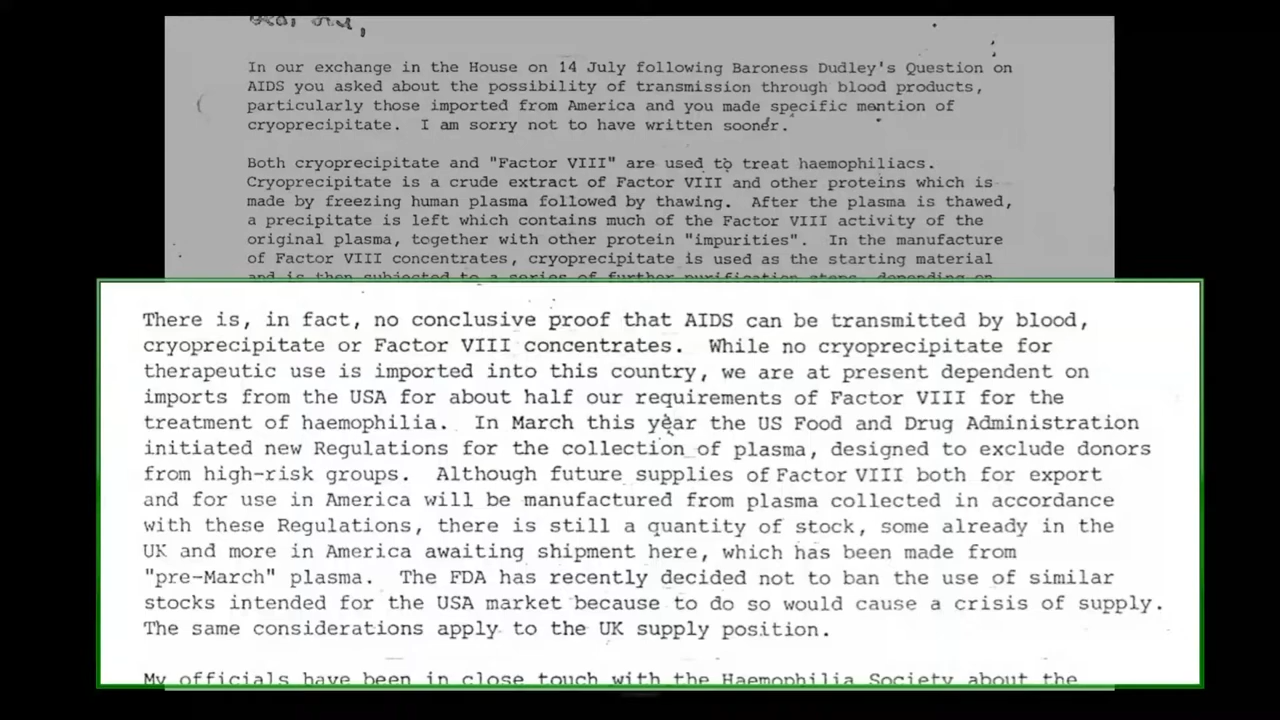 In our exchange in the House on 14 July following Baroness Dudley's Question on
AIDS you asked about the possibility of transmission through blood products,
particularly those imported from America and you made specific mention of
cryoprecipitate.  I am sorry not to have written sooner.
Both cryoprecipitate and "Factor VIII" are used to treat haemophiliacs.
Cryoprecipitate is a crude extract of Factor VIII and other proteins which is
made by freezing human plasma followed by thawing.  After the plasma is thawed,
a precipitate is left which contains much of the Factor VIII activity of the
original plasma, together with other protein "impurities".  In the manufacture
of Factor VIII concentrates, cryoprecipitate is used as the starting material
and is then subjected to a series of further purification steps, depending on
There is, in fact, no conclusive proof that AIDS can be transmitted by blood,
cryoprecipitate or Factor VIII concentrates.  While no cryoprecipitate for
therapeutic use is imported into this country, we are at present dependent on
imports from the USA for about half our requirements of Factor VIII for the
treatment of haemophilia.  In March this year the US Food and Drug Administration
initiated new Regulations for the collection of plasma, designed to exclude donors
from high-risk groups.  Although future supplies of Factor VIII both for export
and for use in America will be manufactured from plasma collected in accordance
with these Regulations, there is still a quantity of stock, some already in the
UK and more in America awaiting shipment here, which has been made from
"pre-March" plasma.  The FDA has recently decided not to ban the use of similar
stocks intended for the USA market because to do so would cause a crisis of supply.
The same considerations apply to the UK supply position.
My officials have been in close touch with the Haemophilia Society about the